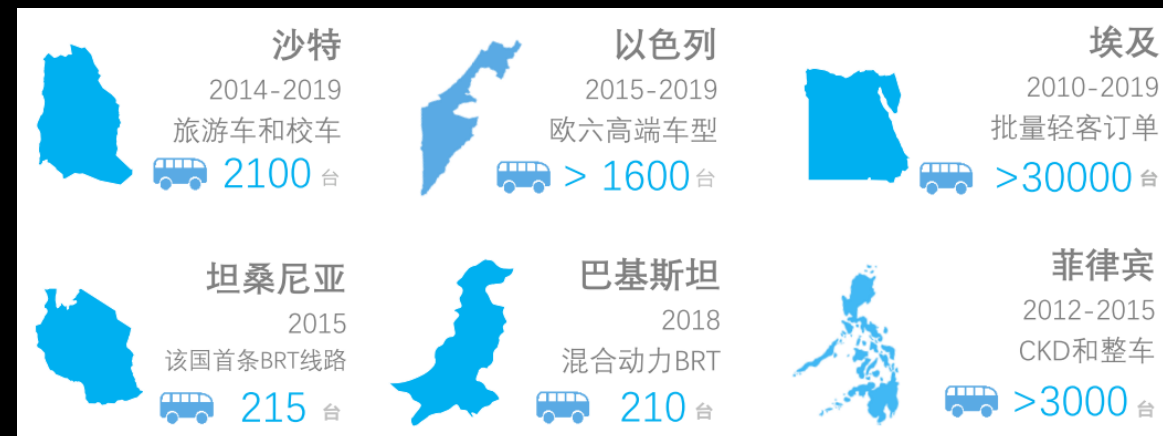 沙特
2014-2019
旅游车和校车
2100 台
以色列
2015-2019
欧六高端车型
> 1600 台
埃及
2010-2019
批量轻客订单
>30000 台
坦桑尼亚
2015
该国首条BRT线路
215 台
巴基斯坦
2018
混合动力BRT
210 台
菲律宾
2012-2015
CKD和整车
>3000 台